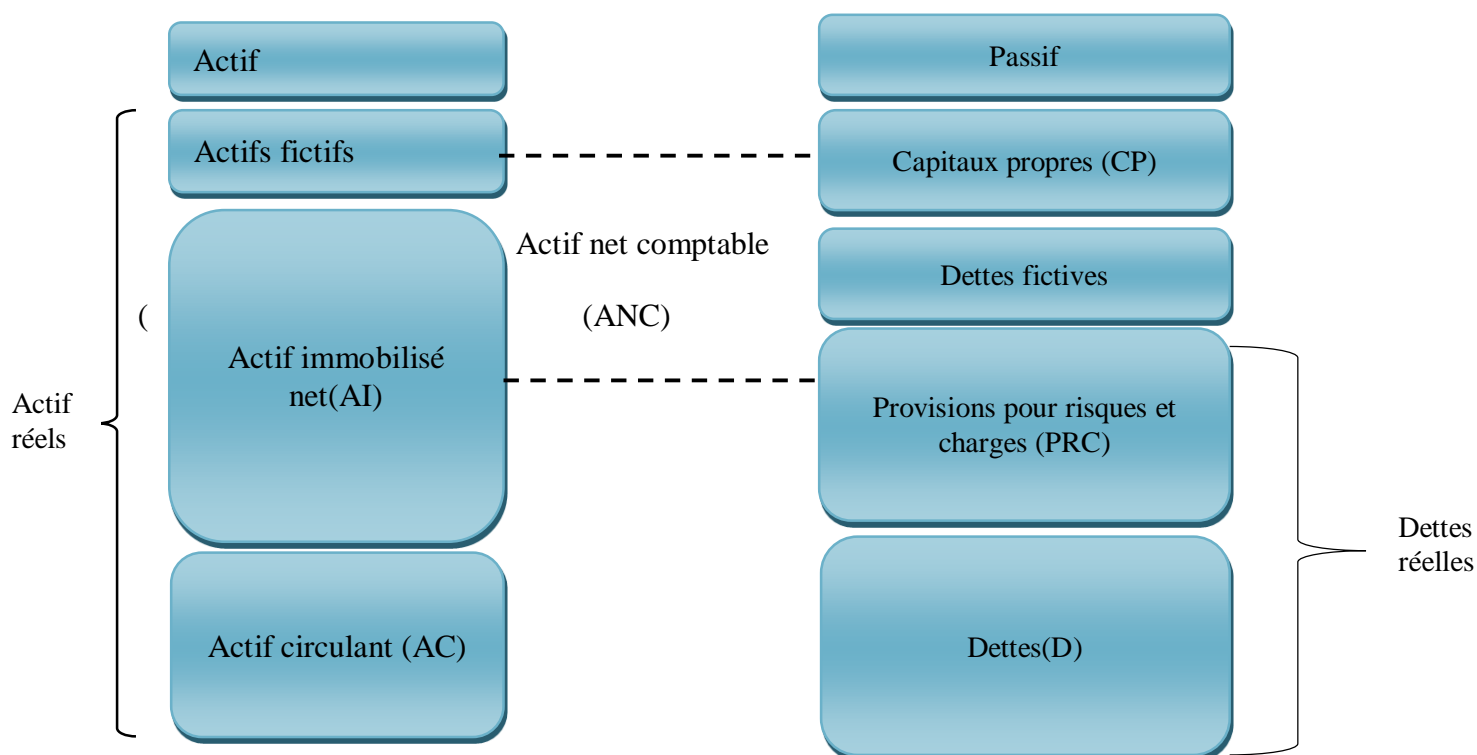 Actif
Passif
Actifs fictifs
Capitaux propres (CP)
Actif net comptable
(ANC)
Dettes fictives
(
Actif immobilisé
net(AI)
Provisions pour risques et
charges (PRC)
Actif
réels
Dettes
réelles
Actif circulant (AC)
Dettes(D)